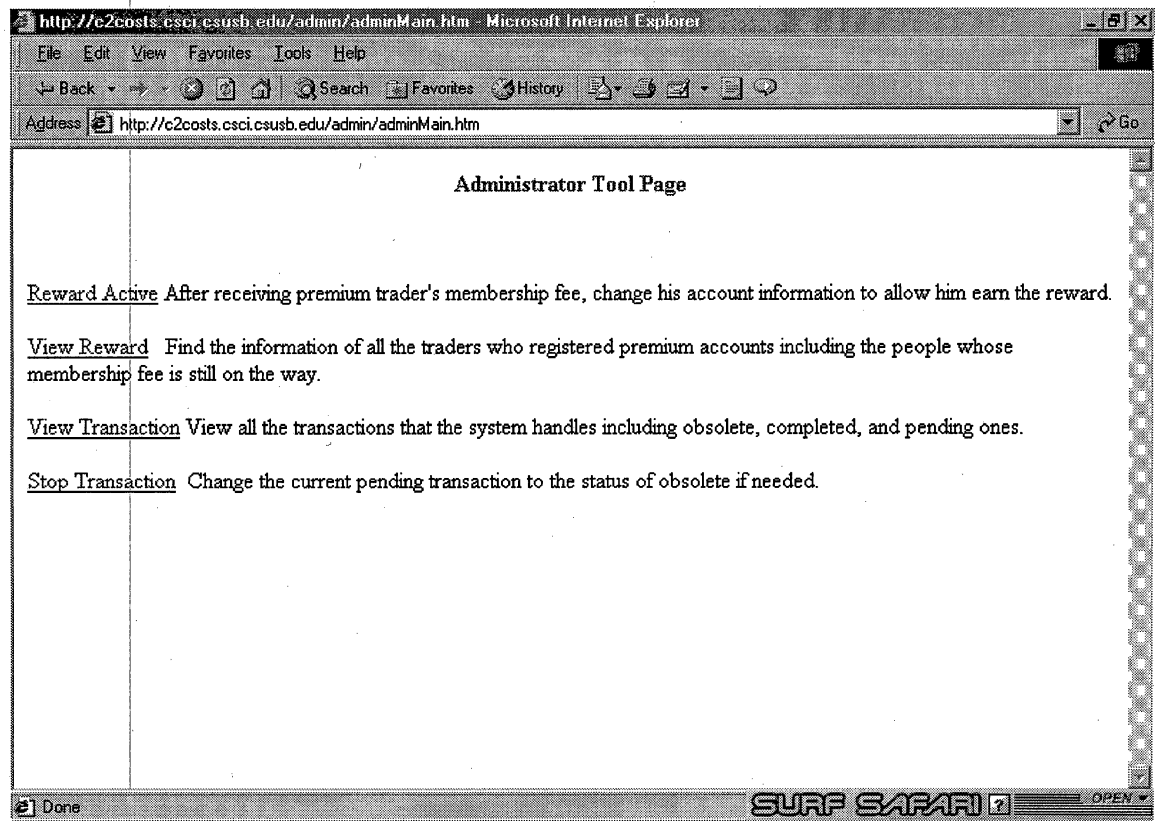 http://c2costs.csci.csusb.edu/admin/adminMain.htm - Microsoft Internet Explorer
File Edit View Favorites Tools Help
Back Search Favorites History
Address http://c2costs.csci.csusb.edu/admin/adminMain.htm Go
Administrator Tool Page
Reward Active After receiving premium trader's membership fee, change his account information to allow him earn the reward.
View Reward Find the information of all the traders who registered premium accounts including the people whose
membership fee is still on the way.
View Transaction View all the transactions that the system handles including obsolete, completed, and pending ones.
Stop Transaction Change the current pending transaction to the status of obsolete if needed.
Done SURF SAFARI ? OPEN